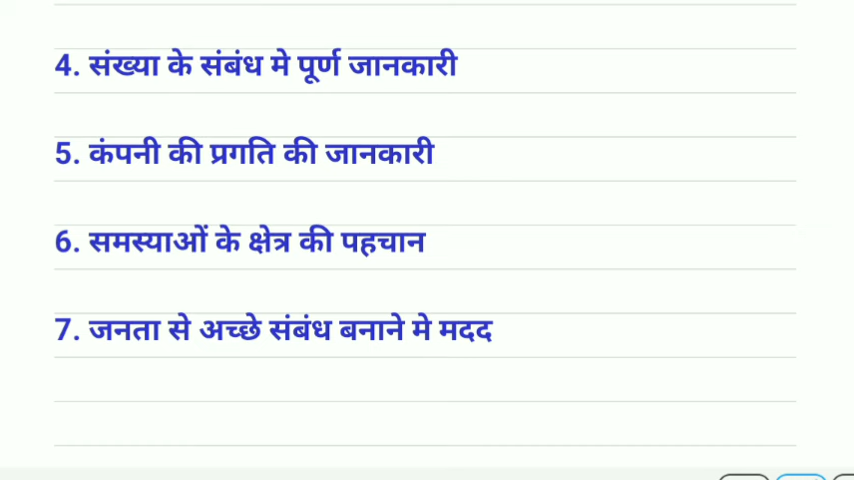 4. संख्या के संबंध मे पूर्ण जानकारी
5. कंपनी की प्रगति की जानकारी
6. समस्याओं के क्षेत्र की पहचान
7. जनता से अच्छे संबंध बनाने मे मदद